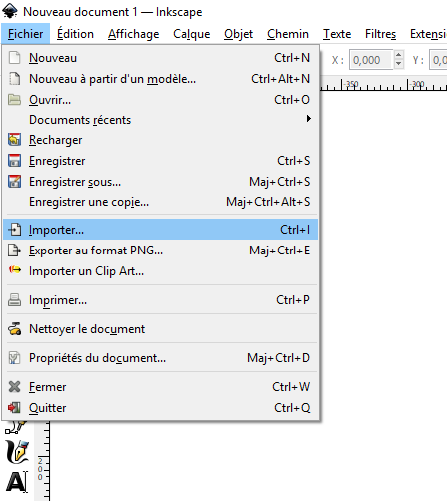 Nouveau document 1 — Inkscape
Fichier Édition Affichage Calque Objet Chemin Texte Filtres Extensi
X : 0,000 Y : 0,0
-350 -300
Nouveau Ctrl+N
Nouveau à partir d'un modèle... Ctrl+Alt+N
Ouvrir... Ctrl+O
Documents récents
Recharger
Enregistrer Ctrl+S
Enregistrer sous... Maj+Ctrl+S
Enregistrer une copie... Maj+Ctrl+Alt+S
Importer... Ctrl+I
Exporter au format PNG... Maj+Ctrl+E
Importer un Clip Art...
Imprimer... Ctrl+P
Nettoyer le document
Propriétés du document... Maj+Ctrl+D
Fermer Ctrl+W
Quitter Ctrl+Q
200
A